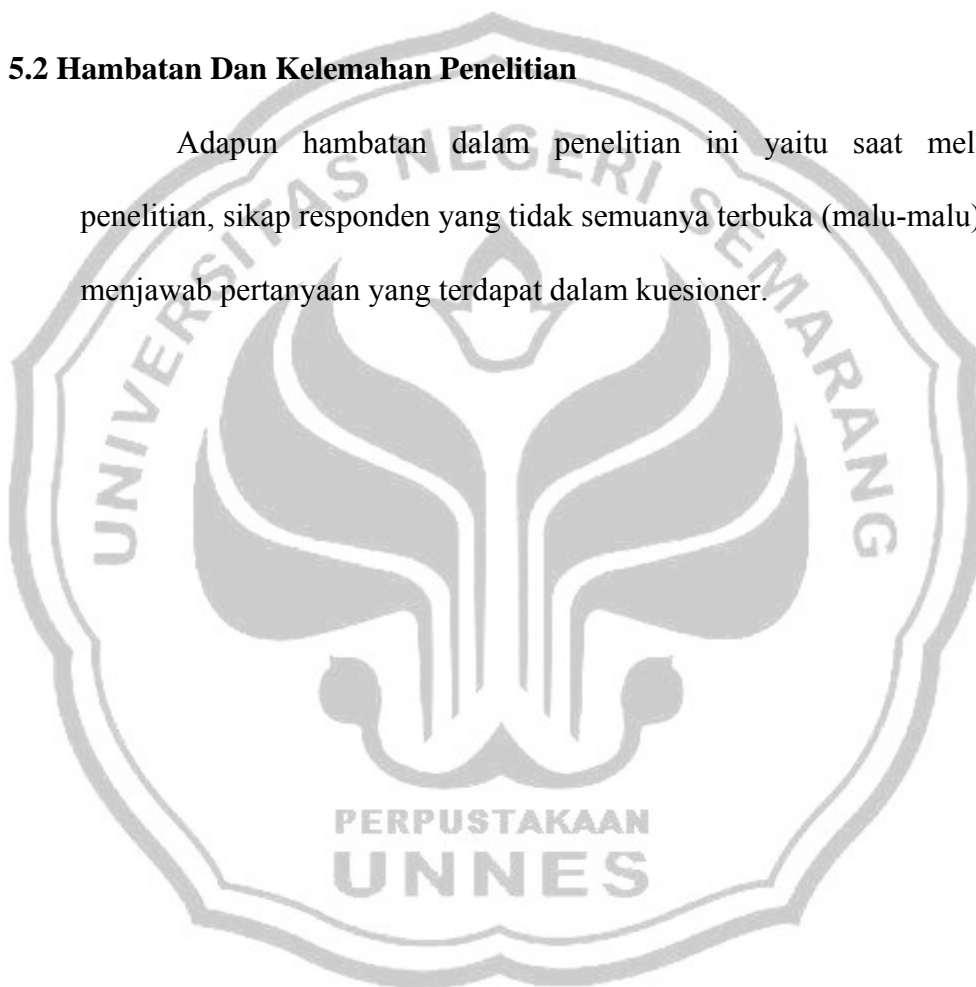 5.2 Hambatan Dan Kelemahan Penelitian
Adapun hambatan dalam penelitian ini yaitu saat mel
penelitian, sikap responden yang tidak semuanya terbuka (malu-malu)
menjawab pertanyaan yang terdapat dalam kuesioner.
UNIVERSITAS NEGERI SEMARANG
PERPUSTAKAAN
UNNES